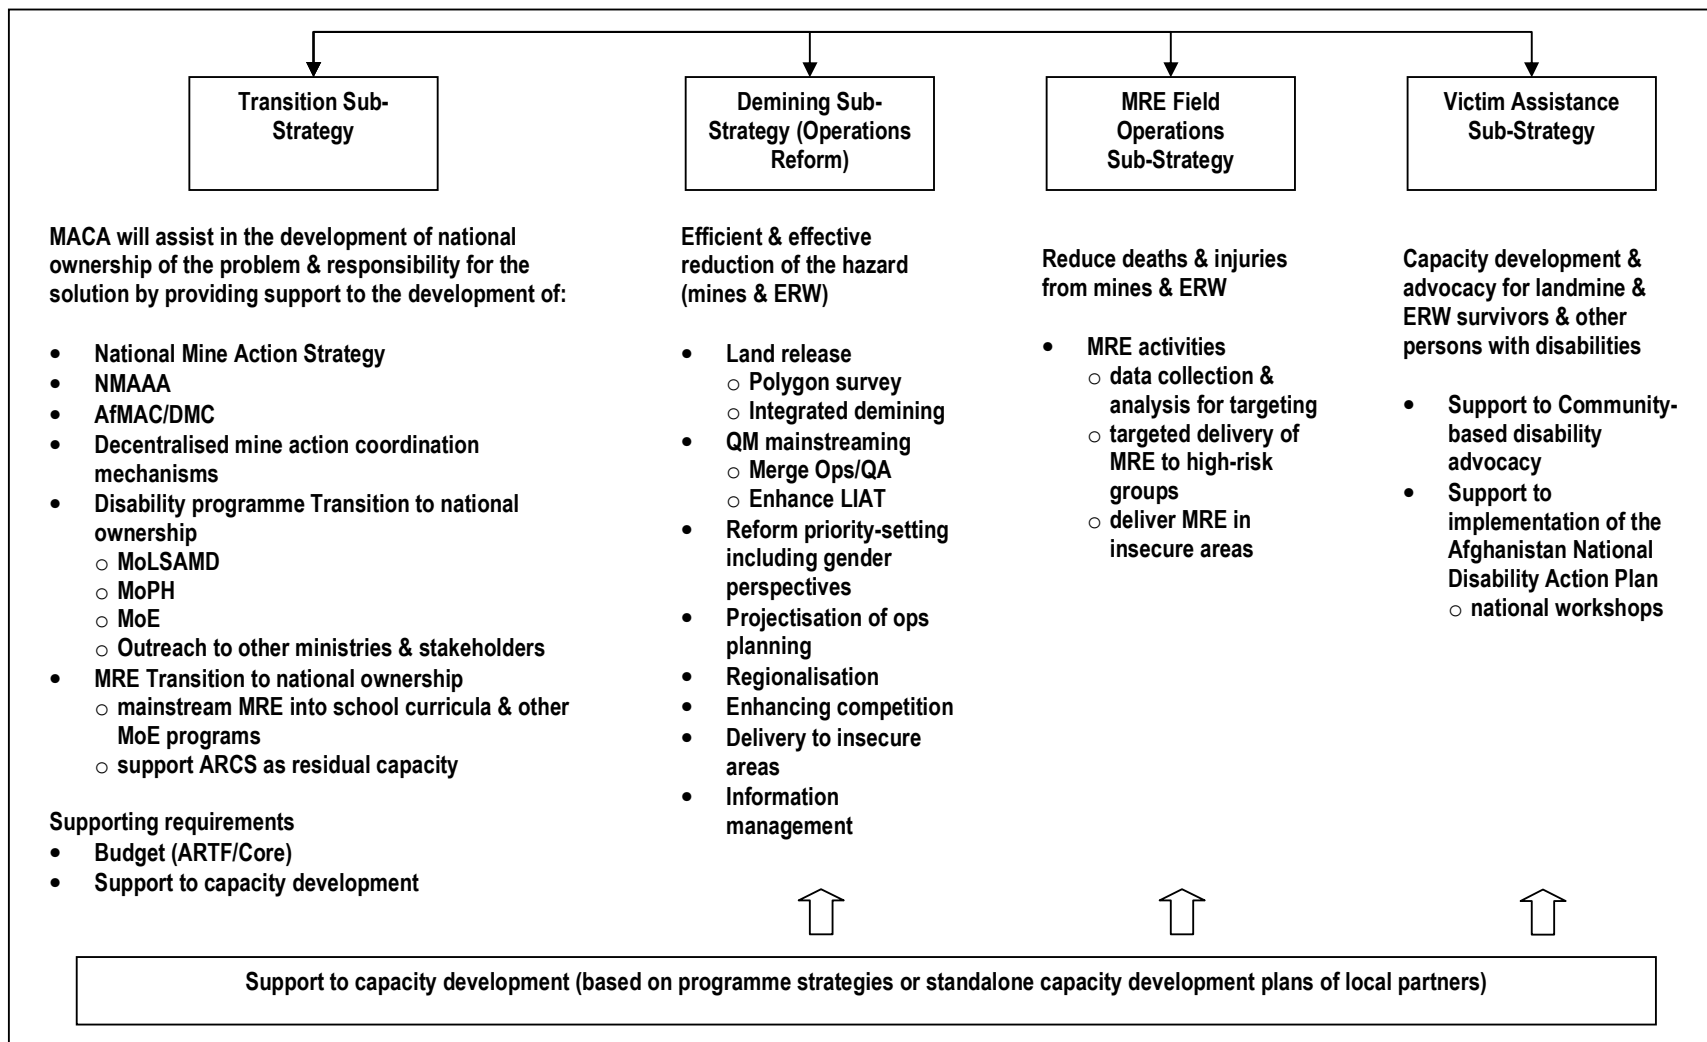 Transition Sub-
Strategy
Demining Sub-
Strategy (Operations
Reform)
MRE Field
Operations
Sub-Strategy
Victim Assistance
Sub-Strategy
MACA will assist in the development of national
ownership of the problem & responsibility for the
solution by providing support to the development of:
• National Mine Action Strategy
• NMAAA
• AfMAC/DMC
• Decentralised mine action coordination
mechanisms
• Disability programme Transition to national
ownership
○ MoLSAMD
○ MoPH
○ MoE
○ Outreach to other ministries & stakeholders
• MRE Transition to national ownership
○ mainstream MRE into school curricula & other
MoE programs
○ support ARCS as residual capacity
Supporting requirements
• Budget (ARTF/Core)
• Support to capacity development
Efficient & effective
reduction of the hazard
(mines & ERW)
• Land release
○ Polygon survey
○ Integrated demining
• QM mainstreaming
○ Merge Ops/QA
○ Enhance LIAT
• Reform priority-setting
including gender
perspectives
• Projectisation of ops
planning
• Regionalisation
• Enhancing competition
• Delivery to insecure
areas
• Information
management
Reduce deaths & injuries
from mines & ERW
• MRE activities
○ data collection &
analysis for targeting
○ targeted delivery of
MRE to high-risk
groups
○ deliver MRE in
insecure areas
Capacity development &
advocacy for landmine &
ERW survivors & other
persons with disabilities
• Support to Community-
based disability
advocacy
• Support to
implementation of the
Afghanistan National
Disability Action Plan
○ national workshops
Support to capacity development (based on programme strategies or standalone capacity development plans of local partners)